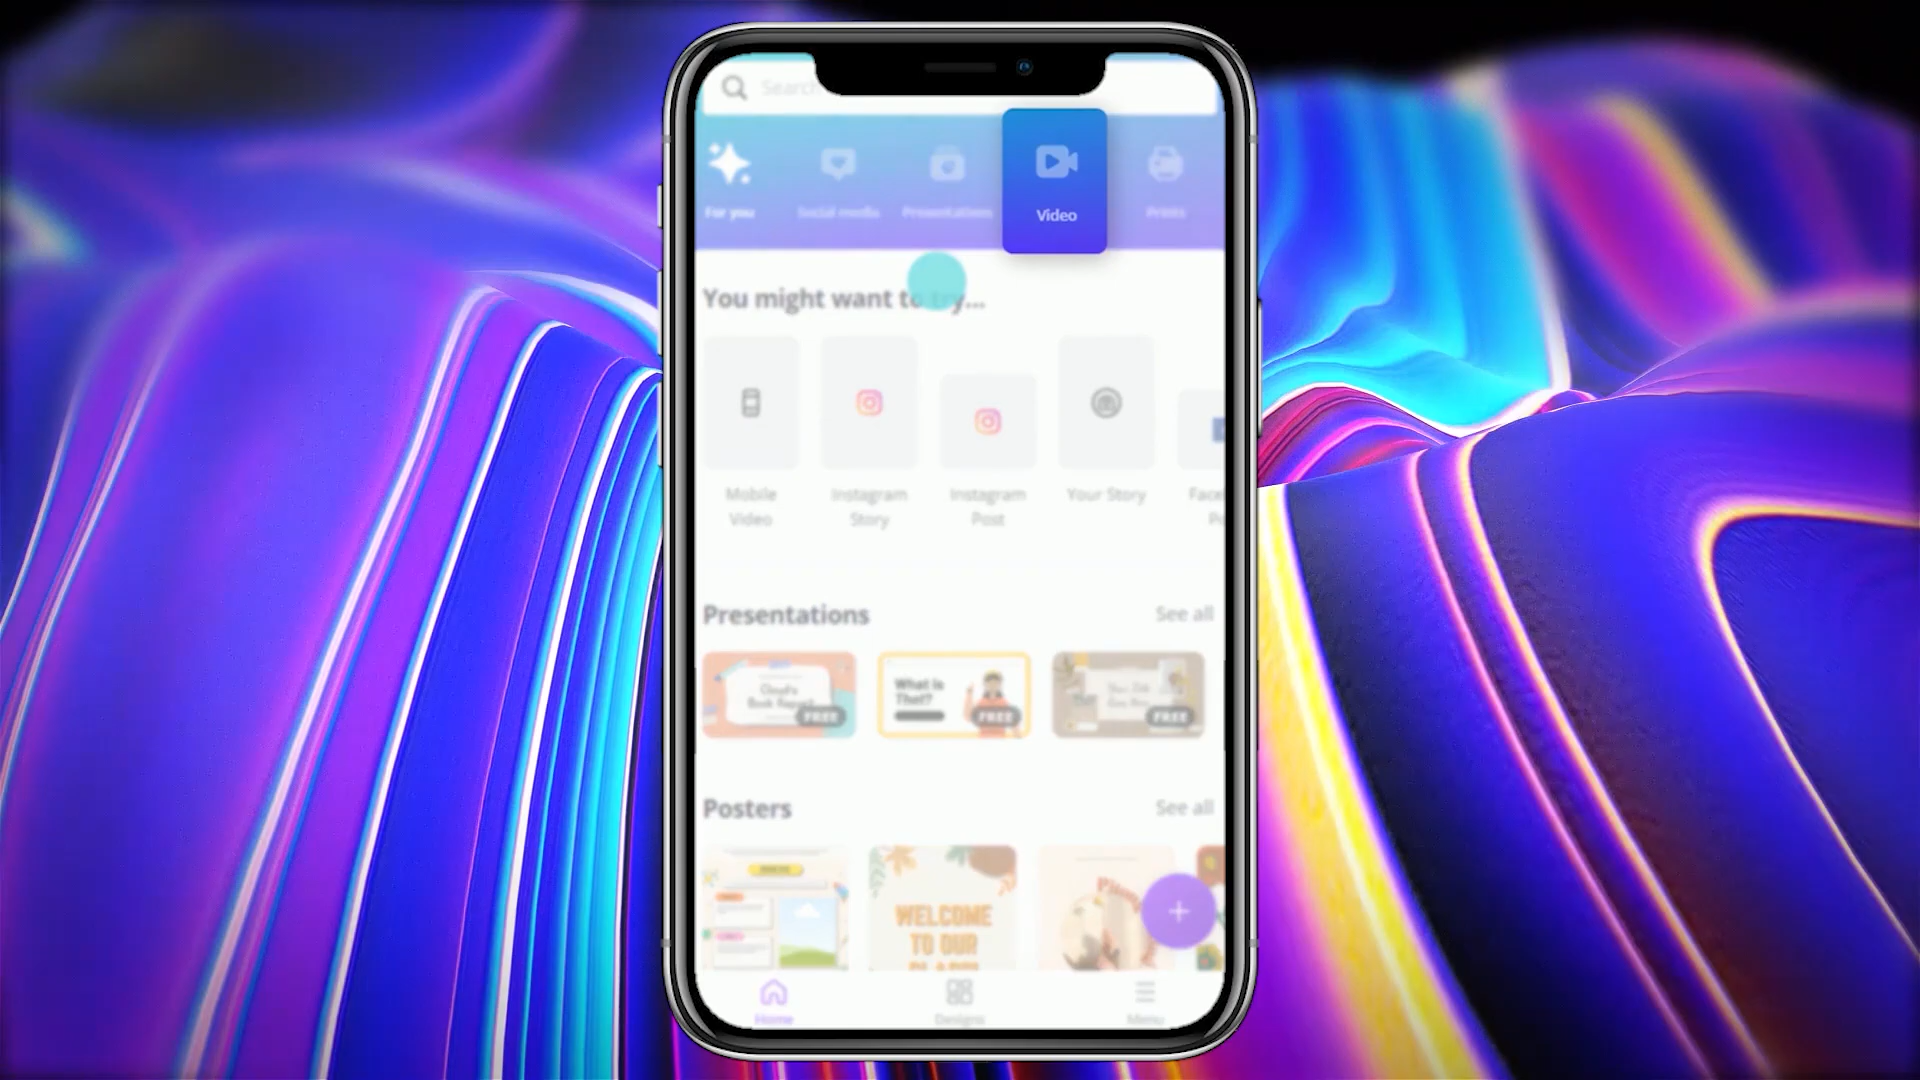 Search
For you
Social media
Presentations
Video
Prints
You might want to try...
Mobile
Video
Instagram
Story
Instagram
Post
Your Story
Presentations
See all
Book Report
FREE
What is
That?
FREE
FREE
Posters
See all
WELCOME
TO OUR
Home
Designs
Menu